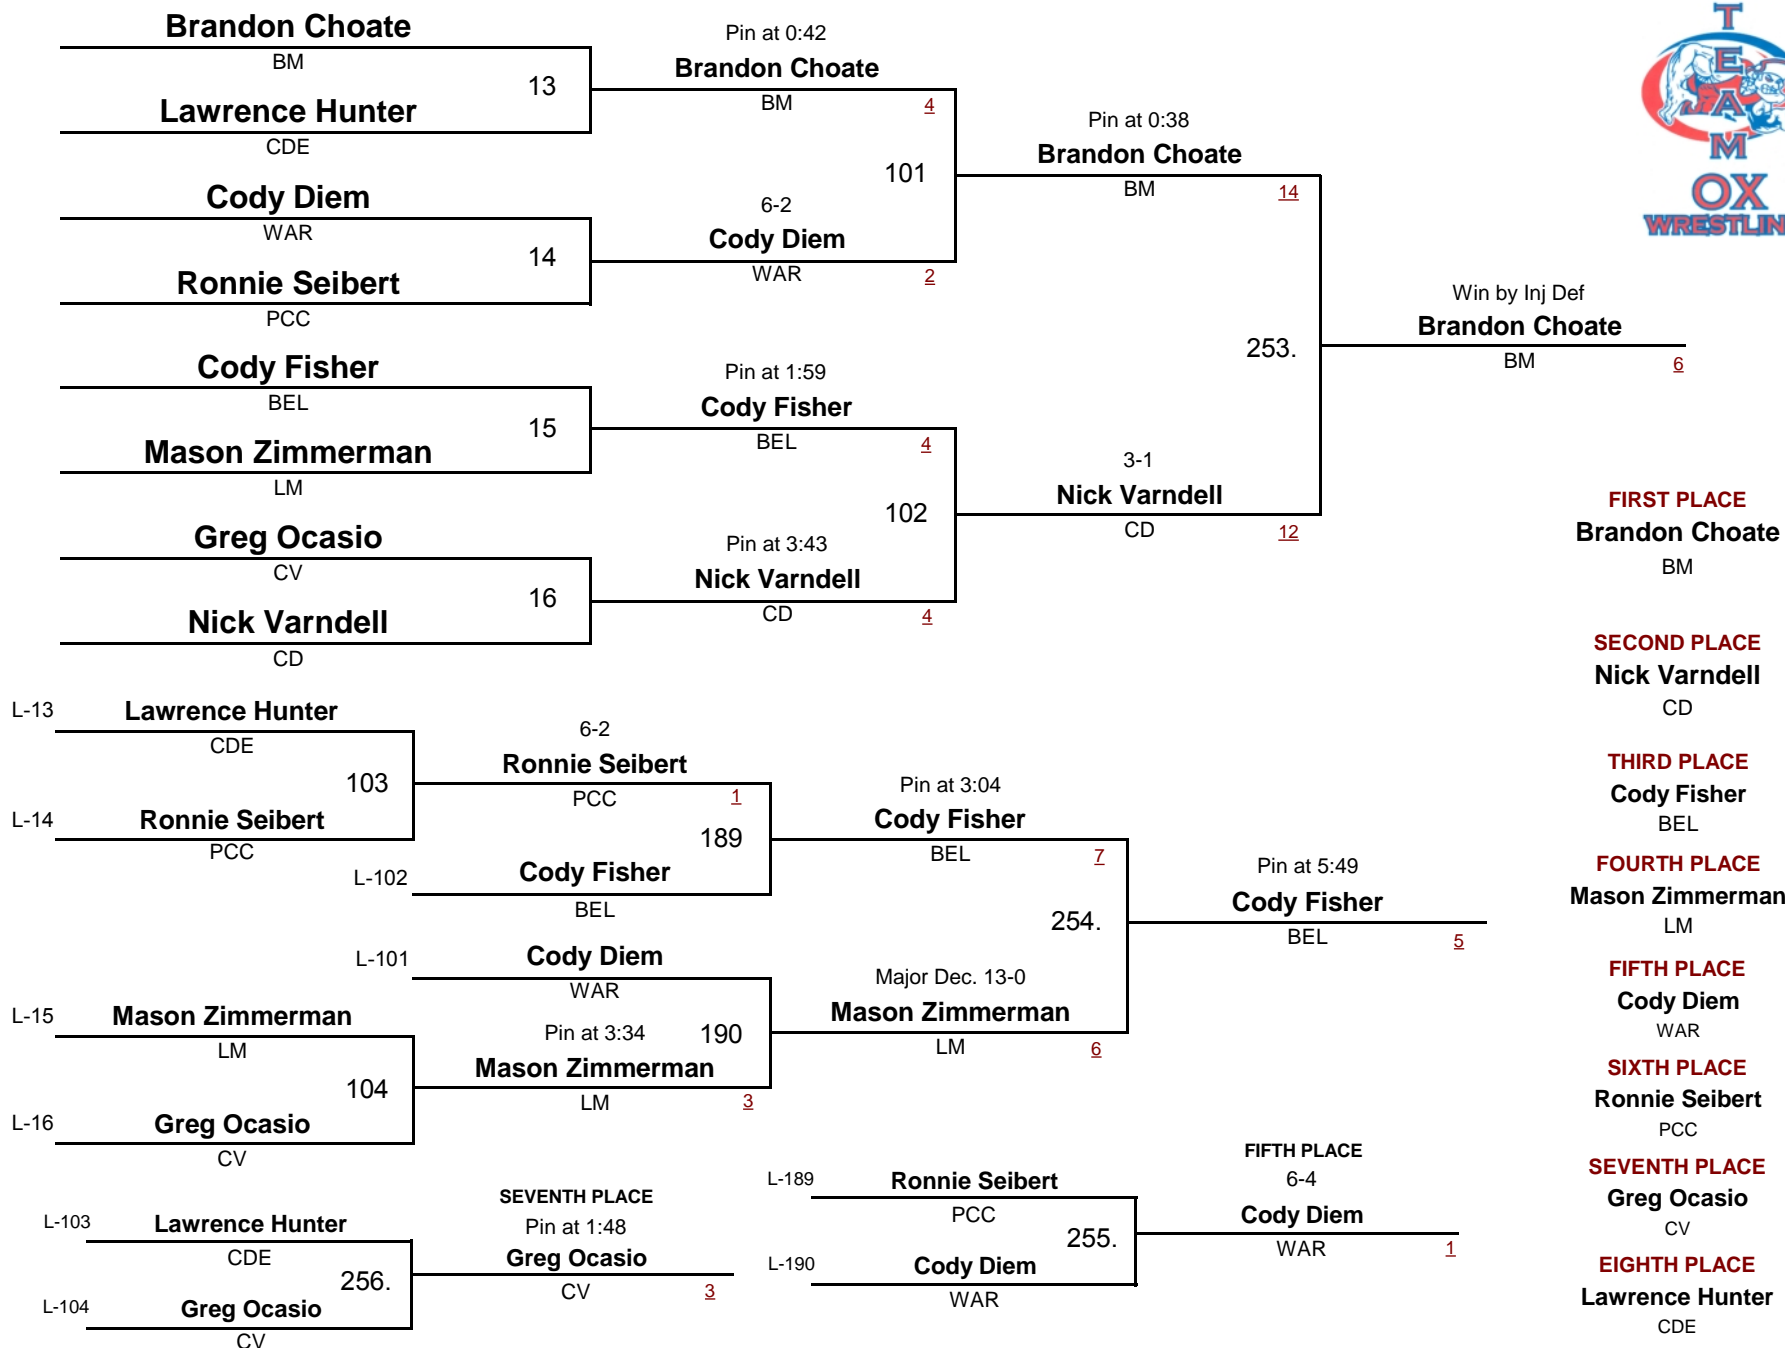 Brandon Choate
BM
13
Lawrence Hunter
CDE
Cody Diem
WAR
14
Ronnie Seibert
PCC
Cody Fisher
BEL
15
Mason Zimmerman
LM
Greg Ocasio
CV
16
Nick Varndell
CD
Pin at 0:42
Brandon Choate
BM 4
101
6-2
Cody Diem
WAR 2
Pin at 1:59
Cody Fisher
BEL 4
102
Pin at 3:43
Nick Varndell
CD 4
Pin at 0:38
Brandon Choate
BM 14
253.
3-1
Nick Varndell
CD 12
Win by Inj Def
Brandon Choate
BM 6
T
E
A
M
OX
WRESTLIN
L-13 Lawrence Hunter
CDE
103
L-14 Ronnie Seibert
PCC
6-2
Ronnie Seibert
PCC 1
189
L-102 Cody Fisher
BEL
L-101 Cody Diem
WAR
190
L-15 Mason Zimmerman
LM
104
L-16 Greg Ocasio
CV
Pin at 3:34
Mason Zimmerman
LM 3
Pin at 3:04
Cody Fisher
BEL 7
254.
Major Dec. 13-0
Mason Zimmerman
LM 6
Pin at 5:49
Cody Fisher
BEL 5
L-103 Lawrence Hunter
CDE
256.
L-104 Greg Ocasio
CV
SEVENTH PLACE
Pin at 1:48
Greg Ocasio
CV 3
L-189 Ronnie Seibert
PCC
255.
L-190 Cody Diem
WAR
FIFTH PLACE
6-4
Cody Diem
WAR 1
FIRST PLACE
Brandon Choate
BM
SECOND PLACE
Nick Varndell
CD
THIRD PLACE
Cody Fisher
BEL
FOURTH PLACE
Mason Zimmerman
LM
FIFTH PLACE
Cody Diem
WAR
SIXTH PLACE
Ronnie Seibert
PCC
SEVENTH PLACE
Greg Ocasio
CV
EIGHTH PLACE
Lawrence Hunter
CDE